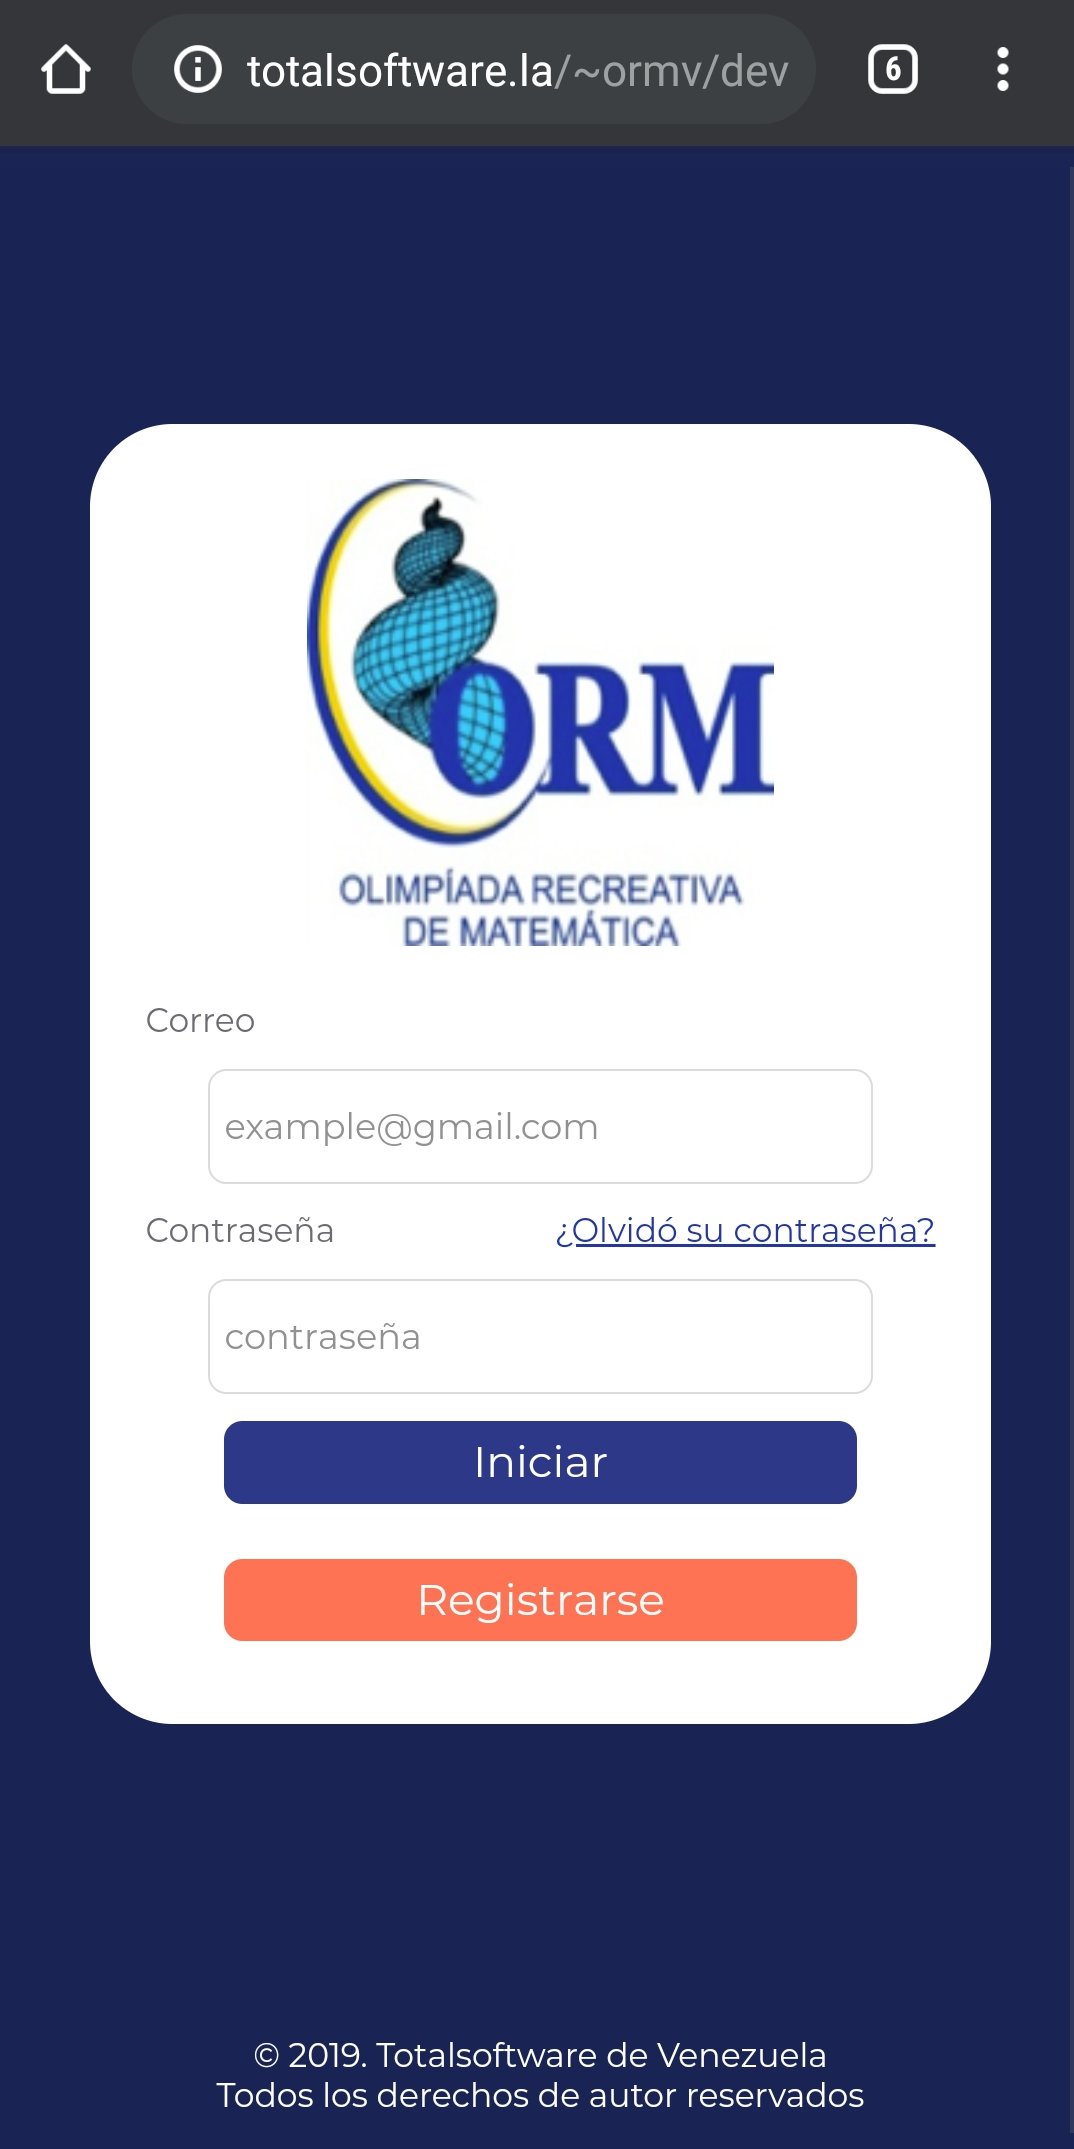 totalsoftware.la/~ormv/dev
6
ORM
OLIMPÍADA RECREATIVA
DE MATEMÁTICA
Correo
example@gmail.com
Contraseña
¿Olvidó su contraseña?
contraseña
Iniciar
Registrarse
© 2019. Totalsoftware de Venezuela
Todos los derechos de autor reservados